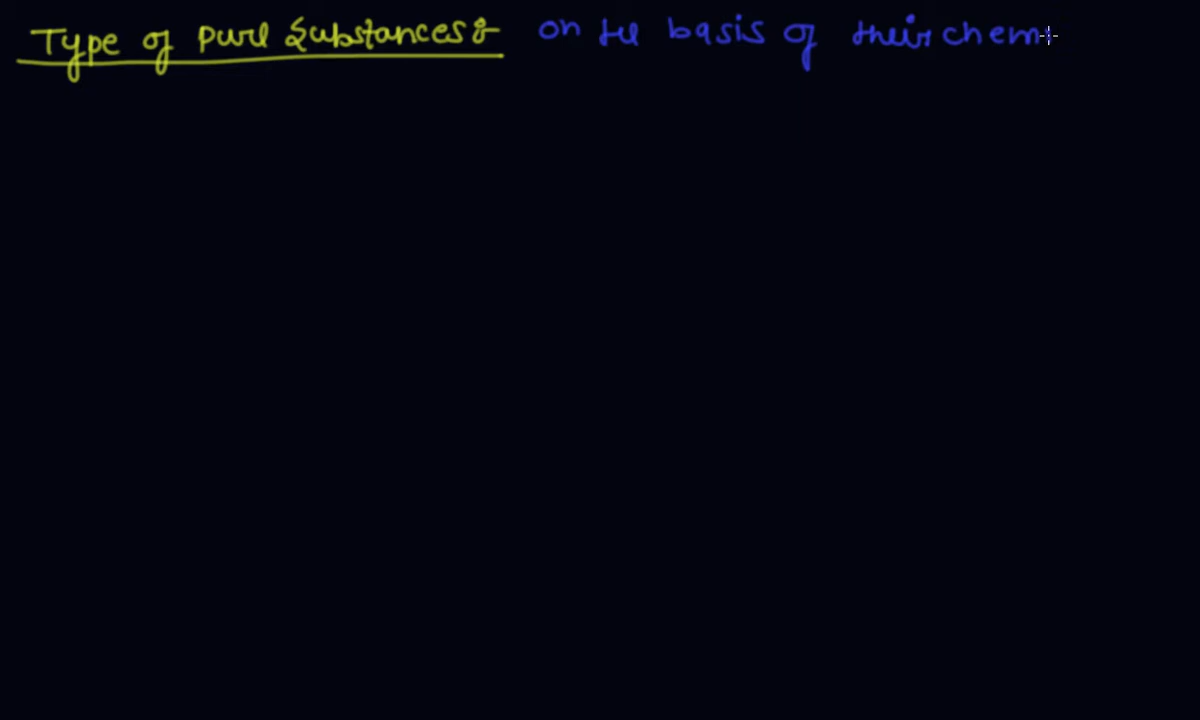 Type of pure Substances:- on the basis of their chem